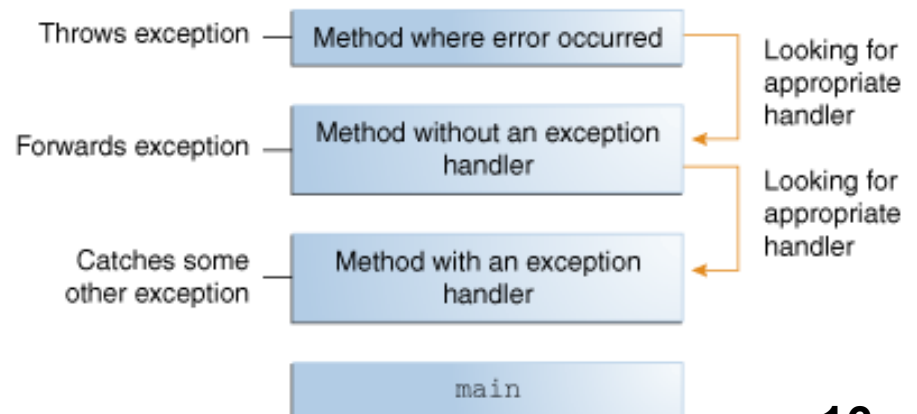 Throws exception
Method where error occurred
Looking for
appropriate
handler
Forwards exception
Method without an exception
handler
Looking for
appropriate
handler
Catches some
other exception
Method with an exception
handler
main